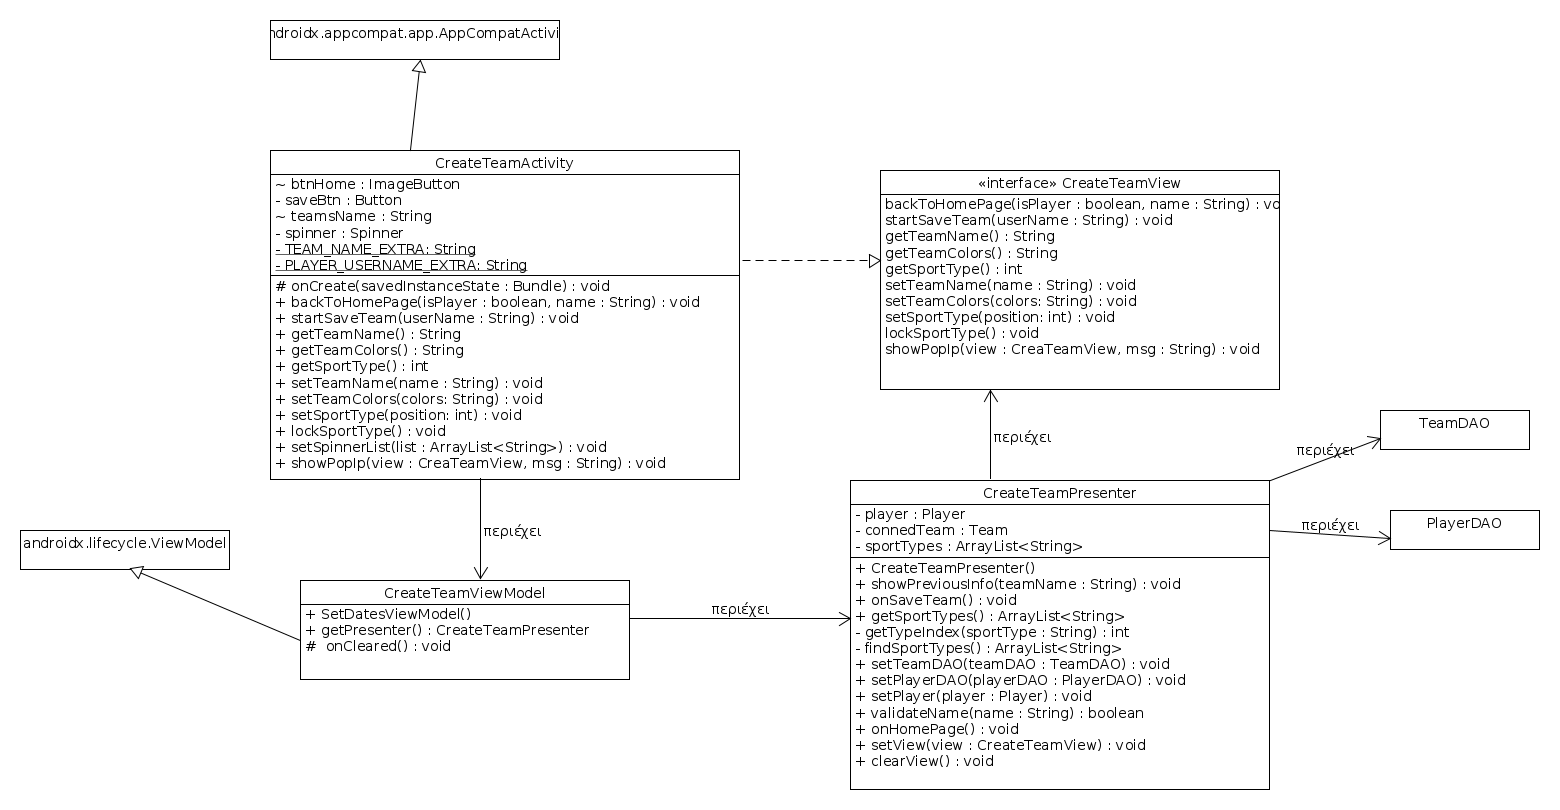 ndroidx.appcompat.app.AppCompatActivi
CreateTeamActivity
~ btnHome : ImageButton
- saveBtn : Button
~ teamsName : String
- spinner : Spinner
- TEAM_NAME_EXTRA: String
- PLAYER_USERNAME_EXTRA: String
# onCreate(savedInstanceState : Bundle) : void
+ backToHomePage(isPlayer : boolean, name : String) : void
+ startSaveTeam(userName : String) : void
+ getTeamName() : String
+ getTeamColors() : String
+ getSportType() : int
+ setTeamName(name : String) : void
+ setTeamColors(colors: String) : void
+ setSportType(position: int) : void
+ lockSportType() : void
+ setSpinnerList(list : ArrayList<String>) : void
+ showPopIp(view : CreaTeamView, msg : String) : void
«interface» CreateTeamView
backToHomePage(isPlayer : boolean, name : String) : vo
startSaveTeam(userName : String) : void
getTeamName() : String
getTeamColors() : String
getSportType() : int
setTeamName(name : String) : void
setTeamColors(colors: String) : void
setSportType(position: int) : void
lockSportType() : void
showPopIp(view : CreaTeamView, msg : String) : void
περιέχει
TeamDAO
περιέχει
PlayerDAO
περιέχει
περιέχει
androidx.lifecycle.ViewModel
CreateTeamViewModel
+ SetDatesViewModel()
+ getPresenter() : CreateTeamPresenter
#  onCleared() : void
περιέχει
CreateTeamPresenter
- player : Player
- connedTeam : Team
- sportTypes : ArrayList<String>
+ CreateTeamPresenter()
+ showPreviousInfo(teamName : String) : void
+ onSaveTeam() : void
+ getSportTypes() : ArrayList<String>
- getTypeIndex(sportType : String) : int
- findSportTypes() : ArrayList<String>
+ setTeamDAO(teamDAO : TeamDAO) : void
+ setPlayerDAO(playerDAO : PlayerDAO) : void
+ setPlayer(player : Player) : void
+ validateName(name : String) : boolean
+ onHomePage() : void
+ setView(view : CreateTeamView) : void
+ clearView() : void